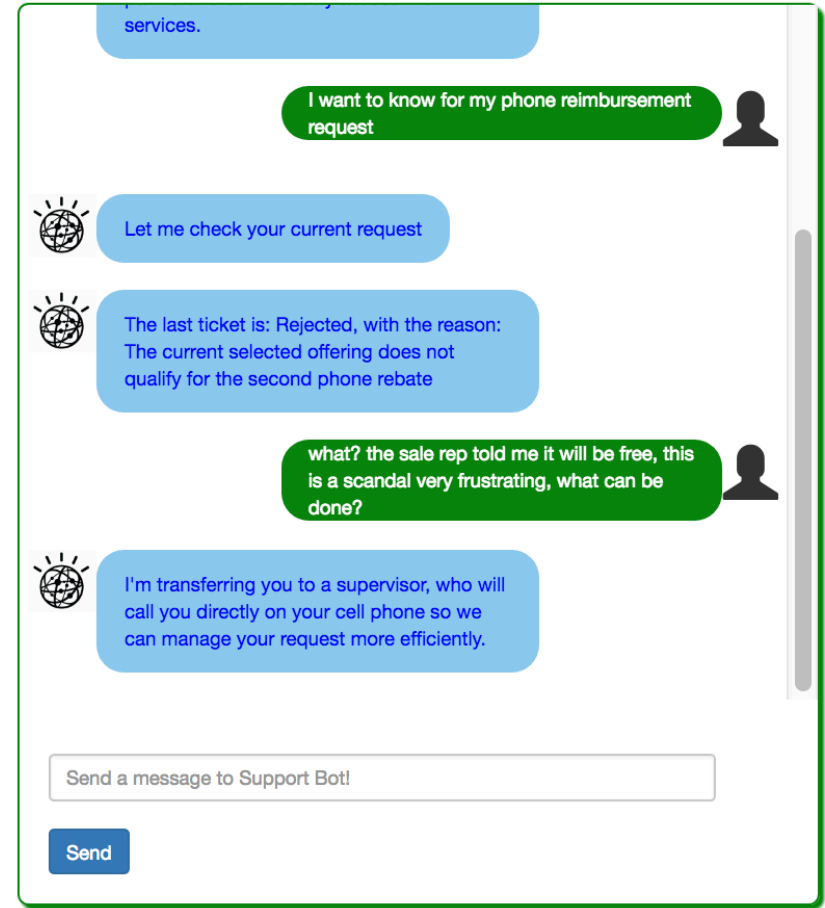 services.
I want to know for my phone reimbursement
request
Let me check your current request
The last ticket is: Rejected, with the reason:
The current selected offering does not
qualify for the second phone rebate
what? the sale rep told me it will be free, this
is a scandal very frustrating, what can be
done?
I'm transferring you to a supervisor, who will
call you directly on your cell phone so we
can manage your request more efficiently.
Send a message to Support Bot!
Send